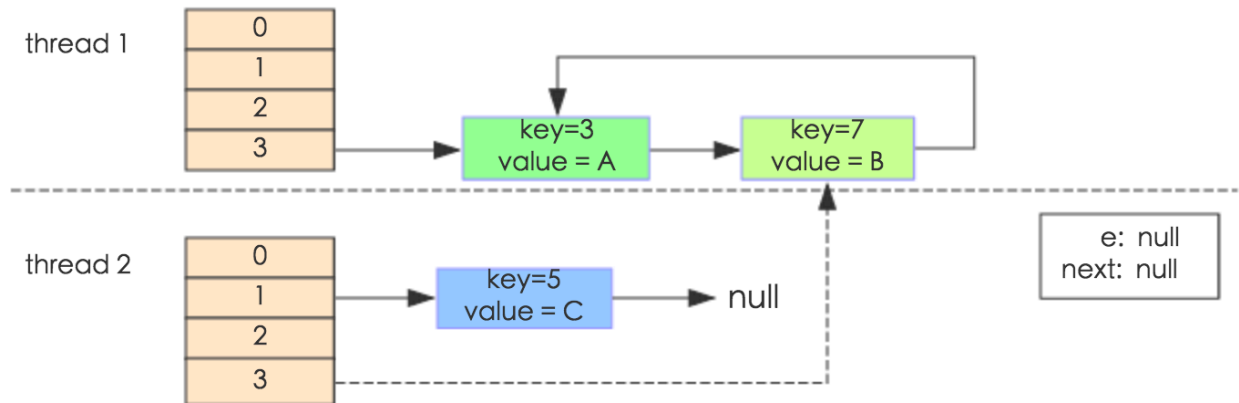 thread 1
0
1
2
3
key=3
value = A
key=7
value = B
thread 2
0
1
2
3
key=5
value = C
null
e: null
next: null